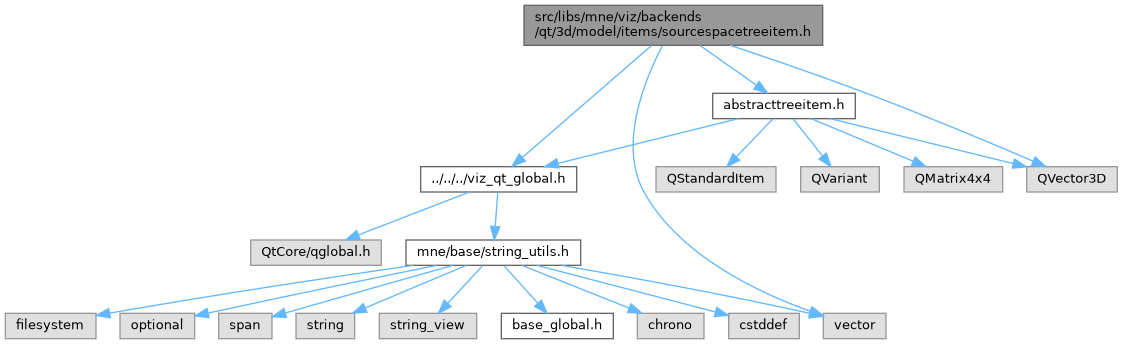 src/libs/mne/viz/backends
/qt/3d/model/items/sourcespacetreeitem.h
abstracttreeitem.h
../../../viz_qt_global.h
QStandardItem
QVariant
QMatrix4x4
QVector3D
QtCore/qglobal.h
mne/base/string_utils.h
filesystem
optional
span
string
string_view
base_global.h
chrono
cstddef
vector